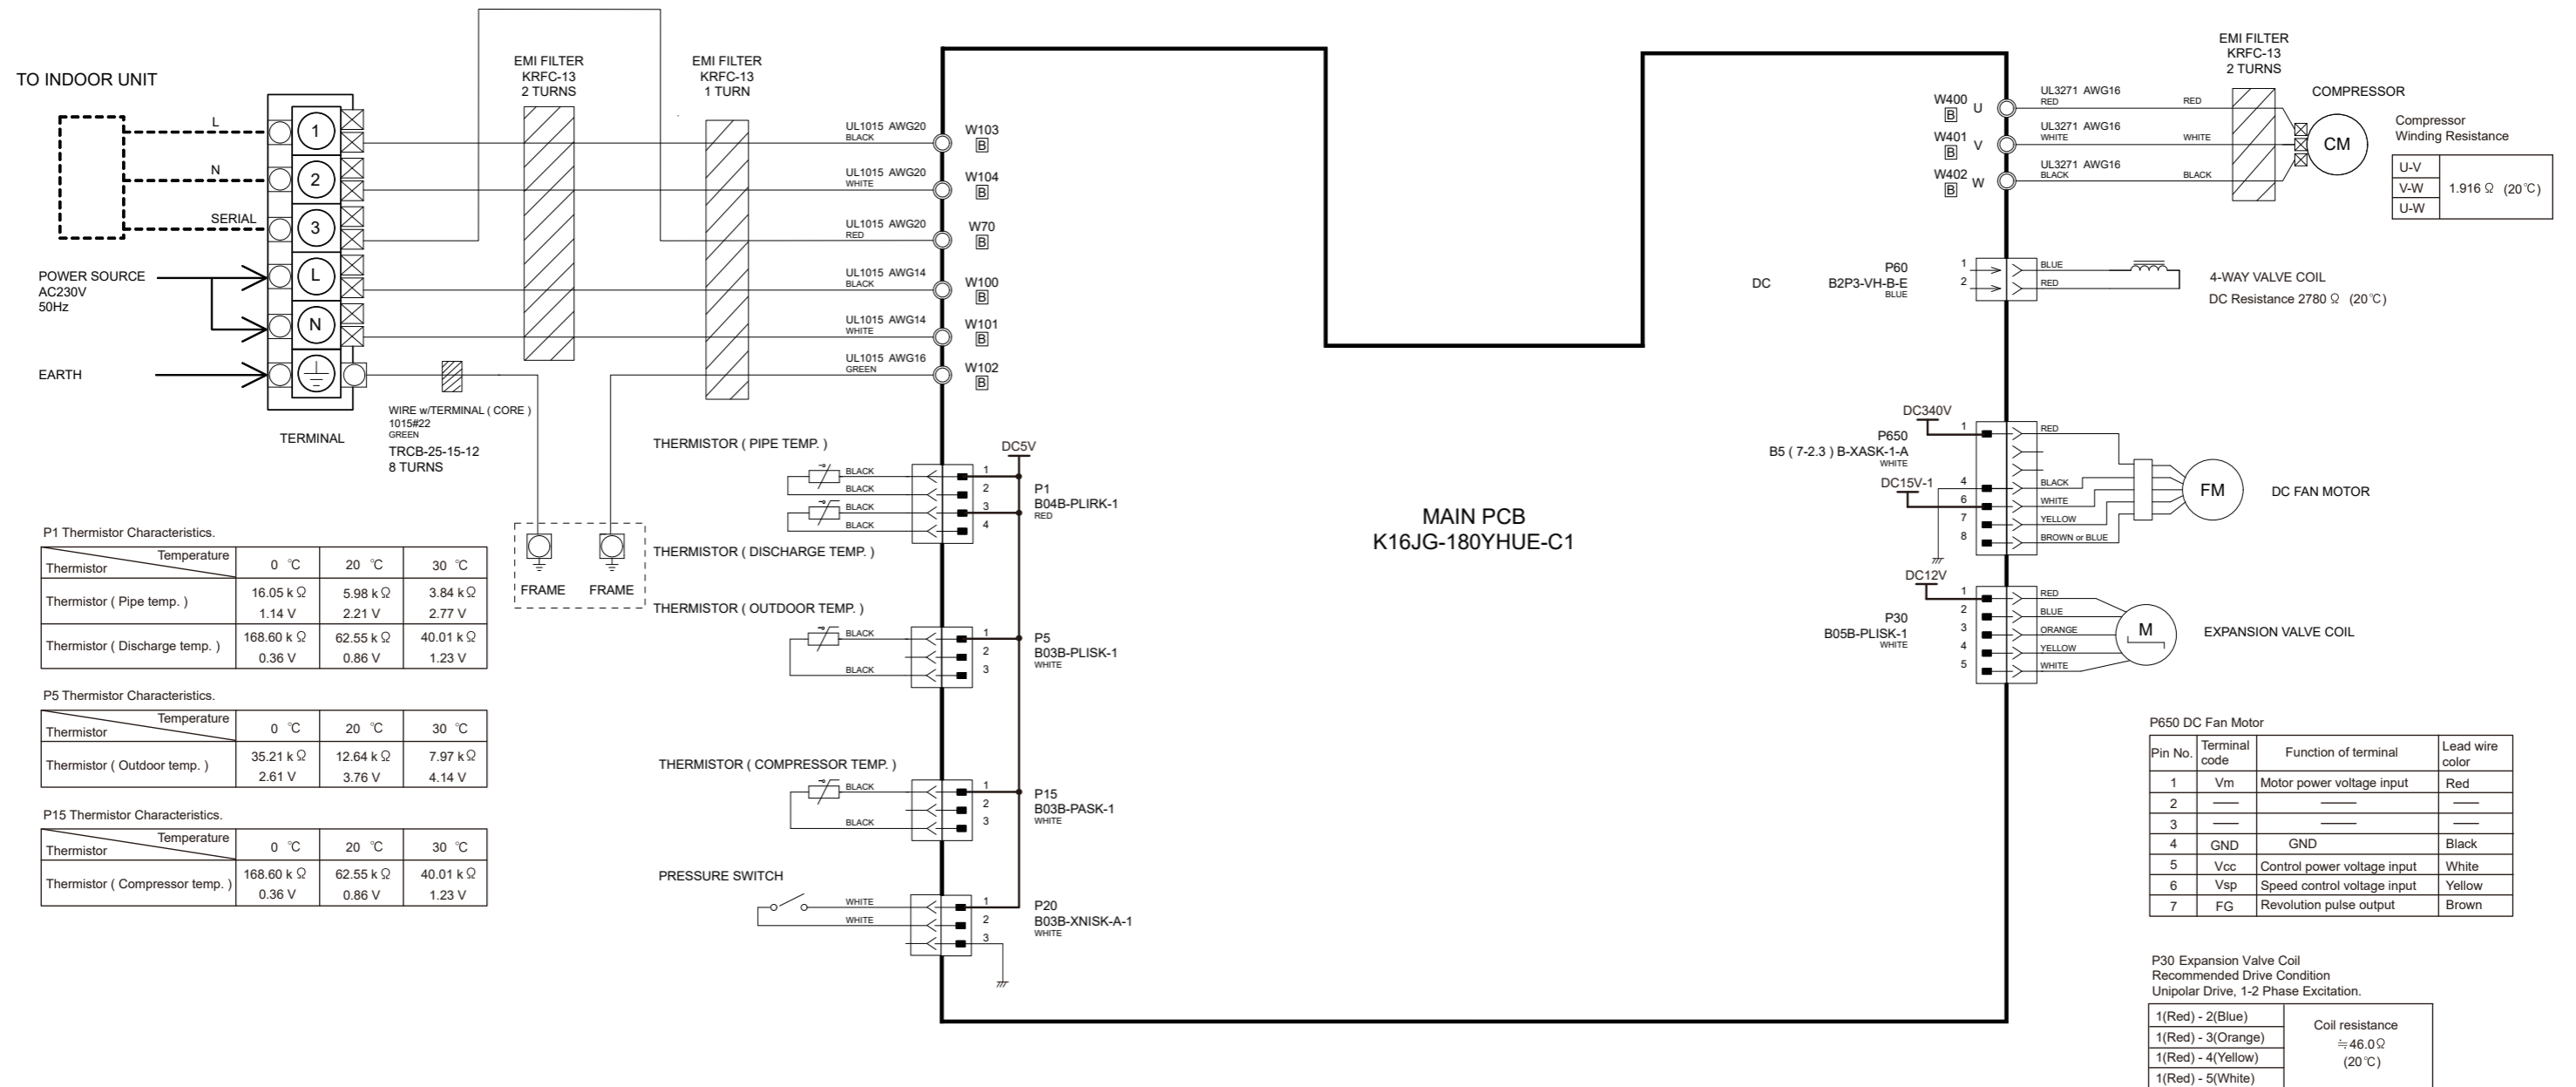 TO INDOOR UNIT
L
N
SERIAL
POWER SOURCE
AC230V
50Hz
EARTH
1
2
3
L
N
TERMINAL
WIRE w/TERMINAL ( CORE )
1015#22
GREEN
TRCB-25-15-12
8 TURNS
EMI FILTER
KRFC-13
2 TURNS
EMI FILTER
KRFC-13
1 TURN
UL1015 AWG20
BLACK
W103
B
UL1015 AWG20
WHITE
W104
B
UL1015 AWG20
RED
W70
B
UL1015 AWG14
BLACK
W100
B
UL1015 AWG14
WHITE
W101
B
UL1015 AWG16
GREEN
W102
B
FRAME
FRAME
THERMISTOR ( PIPE TEMP. )
BLACK
BLACK
BLACK
BLACK
THERMISTOR ( DISCHARGE TEMP. )
DC5V
1
2
3
4
P1
B04B-PLIRK-1
RED
THERMISTOR ( OUTDOOR TEMP. )
BLACK
BLACK
1
2
3
P5
B03B-PLISK-1
WHITE
THERMISTOR ( COMPRESSOR TEMP. )
BLACK
BLACK
1
2
3
P15
B03B-PASK-1
WHITE
PRESSURE SWITCH
WHITE
WHITE
1
2
3
P20
B03B-XNISK-A-1
WHITE
MAIN PCB
K16JG-180YHUE-C1
W400 U
B
W401 V
B
W402 W
B
UL3271 AWG16
RED RED
UL3271 AWG16
WHITE WHITE
UL3271 AWG16
BLACK BLACK
EMI FILTER
KRFC-13
2 TURNS
COMPRESSOR
CM
Compressor
Winding Resistance
U-V
V-W 1.916 Ω (20℃)
U-W
DC
P60
B2P3-VH-B-E
BLUE
1
2
BLUE
RED
4-WAY VALVE COIL
DC Resistance 2780 Ω (20℃)
DC340V
P650
B5 ( 7-2.3 ) B-XASK-1-A
WHITE
DC15V-1
1
4
6
7
8
RED
BLACK
WHITE
YELLOW
BROWN or BLUE
FM
DC FAN MOTOR
DC12V
P30
B05B-PLISK-1
WHITE
1
2
3
4
5
RED
BLUE
ORANGE
YELLOW
WHITE
M
EXPANSION VALVE COIL
P1 Thermistor Characteristics.
Temperature
Thermistor 0 ℃ 20 ℃ 30 ℃
Thermistor ( Pipe temp. ) 16.05 k Ω 5.98 k Ω 3.84 k Ω
1.14 V 2.21 V 2.77 V
Thermistor ( Discharge temp. ) 168.60 k Ω 62.55 k Ω 40.01 k Ω
0.36 V 0.86 V 1.23 V
P5 Thermistor Characteristics.
Temperature
Thermistor 0 ℃ 20 ℃ 30 ℃
Thermistor ( Outdoor temp. ) 35.21 k Ω 12.64 k Ω 7.97 k Ω
2.61 V 3.76 V 4.14 V
P15 Thermistor Characteristics.
Temperature
Thermistor 0 ℃ 20 ℃ 30 ℃
Thermistor ( Compressor temp. ) 168.60 k Ω 62.55 k Ω 40.01 k Ω
0.36 V 0.86 V 1.23 V
P650 DC Fan Motor
Pin No. Terminal code Function of terminal Lead wire color
1 Vm Motor power voltage input Red
2 — — —
3 — — —
4 GND GND Black
5 Vcc Control power voltage input White
6 Vsp Speed control voltage input Yellow
7 FG Revolution pulse output Brown
P30 Expansion Valve Coil
Recommended Drive Condition
Unipolar Drive, 1-2 Phase Excitation.
1(Red) - 2(Blue)
1(Red) - 3(Orange)
1(Red) - 4(Yellow)
1(Red) - 5(White)
Coil resistance
≒46.0Ω
(20℃)